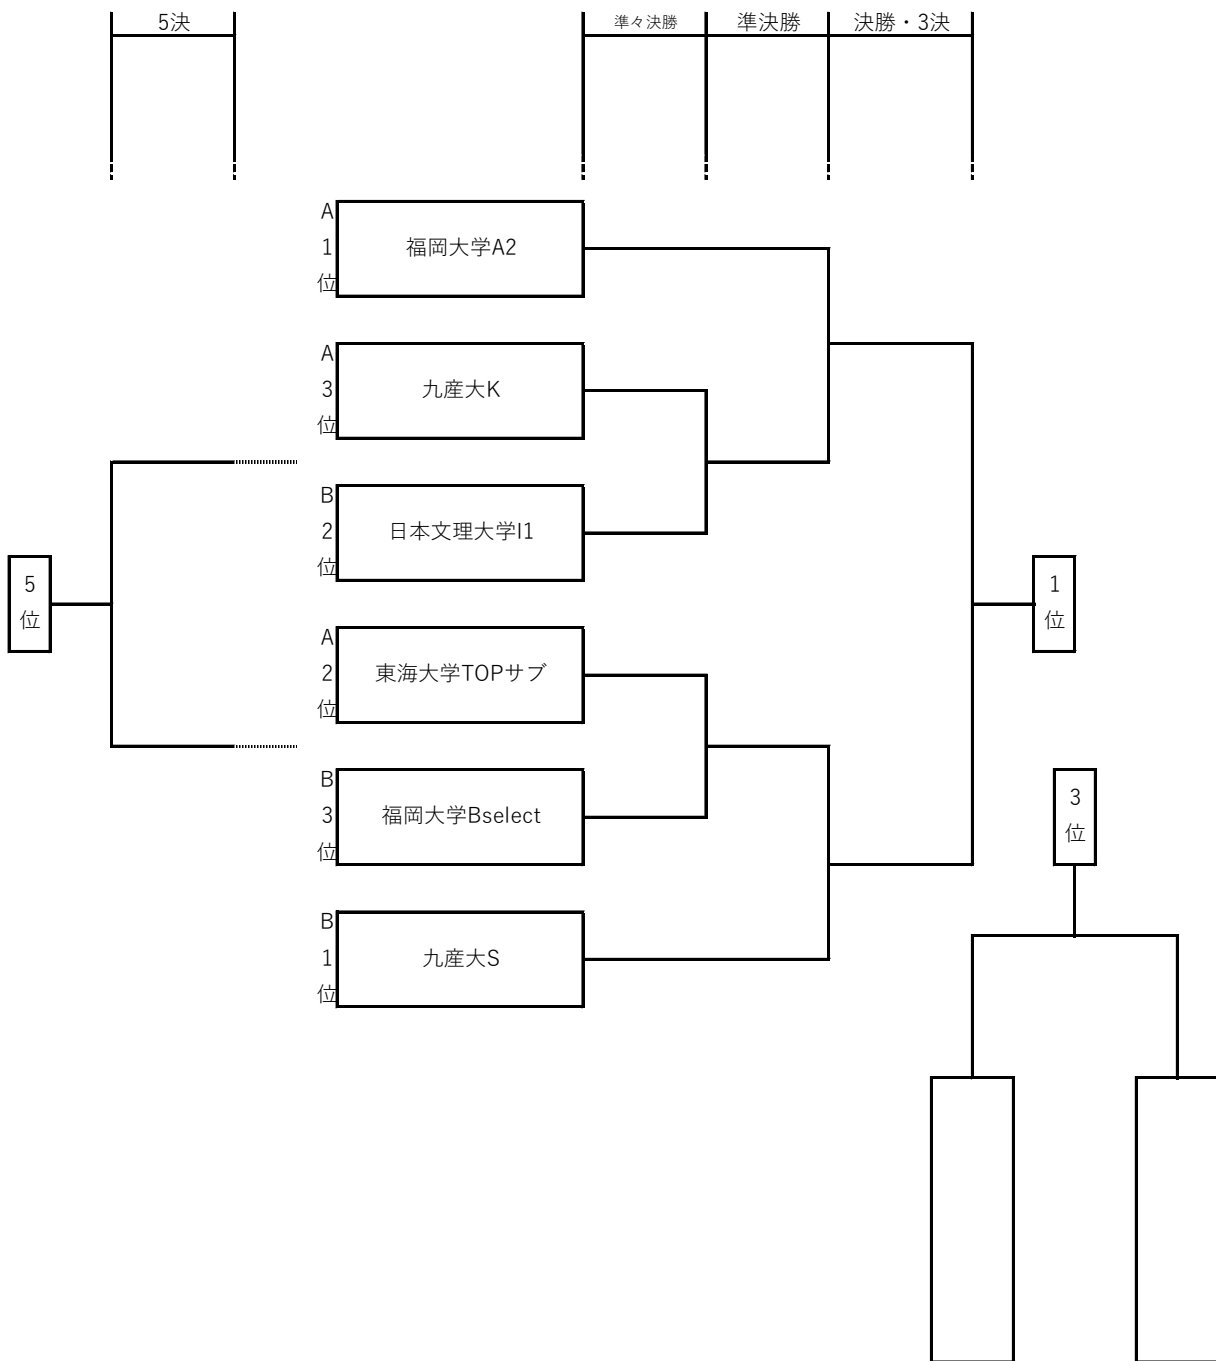 5決
準々決勝
準決勝
決勝・3決
A
1
位
福岡大学A2
A
3
位
九産大K
B
2
位
日本文理大学I1
A
2
位
東海大学TOPサブ
B
3
位
福岡大学Bselect
B
1
位
九産大S
5
位
1
位
3
位